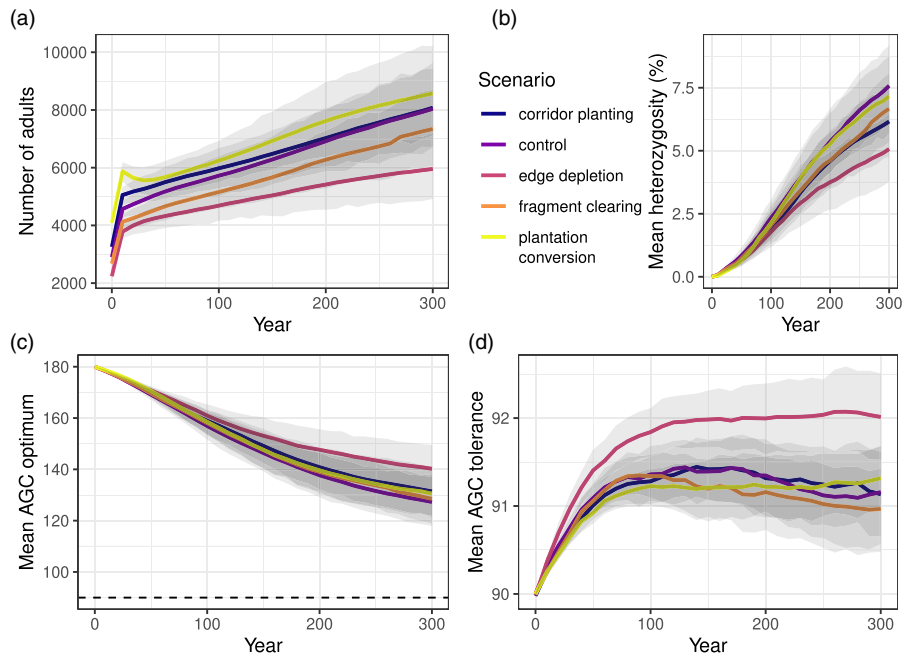 (a)
Number of adults
10000
8000
6000
4000
2000
0
100
200
300
Year
Scenario
corridor planting
control
edge depletion
fragment clearing
plantation
conversion
(b)
Mean heterozygosity (%)
7.5
5.0
2.5
0.0
0
100
200
300
Year
(c)
Mean AGC optimum
180
160
140
120
100
0
100
200
300
Year
(d)
Mean AGC tolerance
92
91
90
0
100
200
300
Year